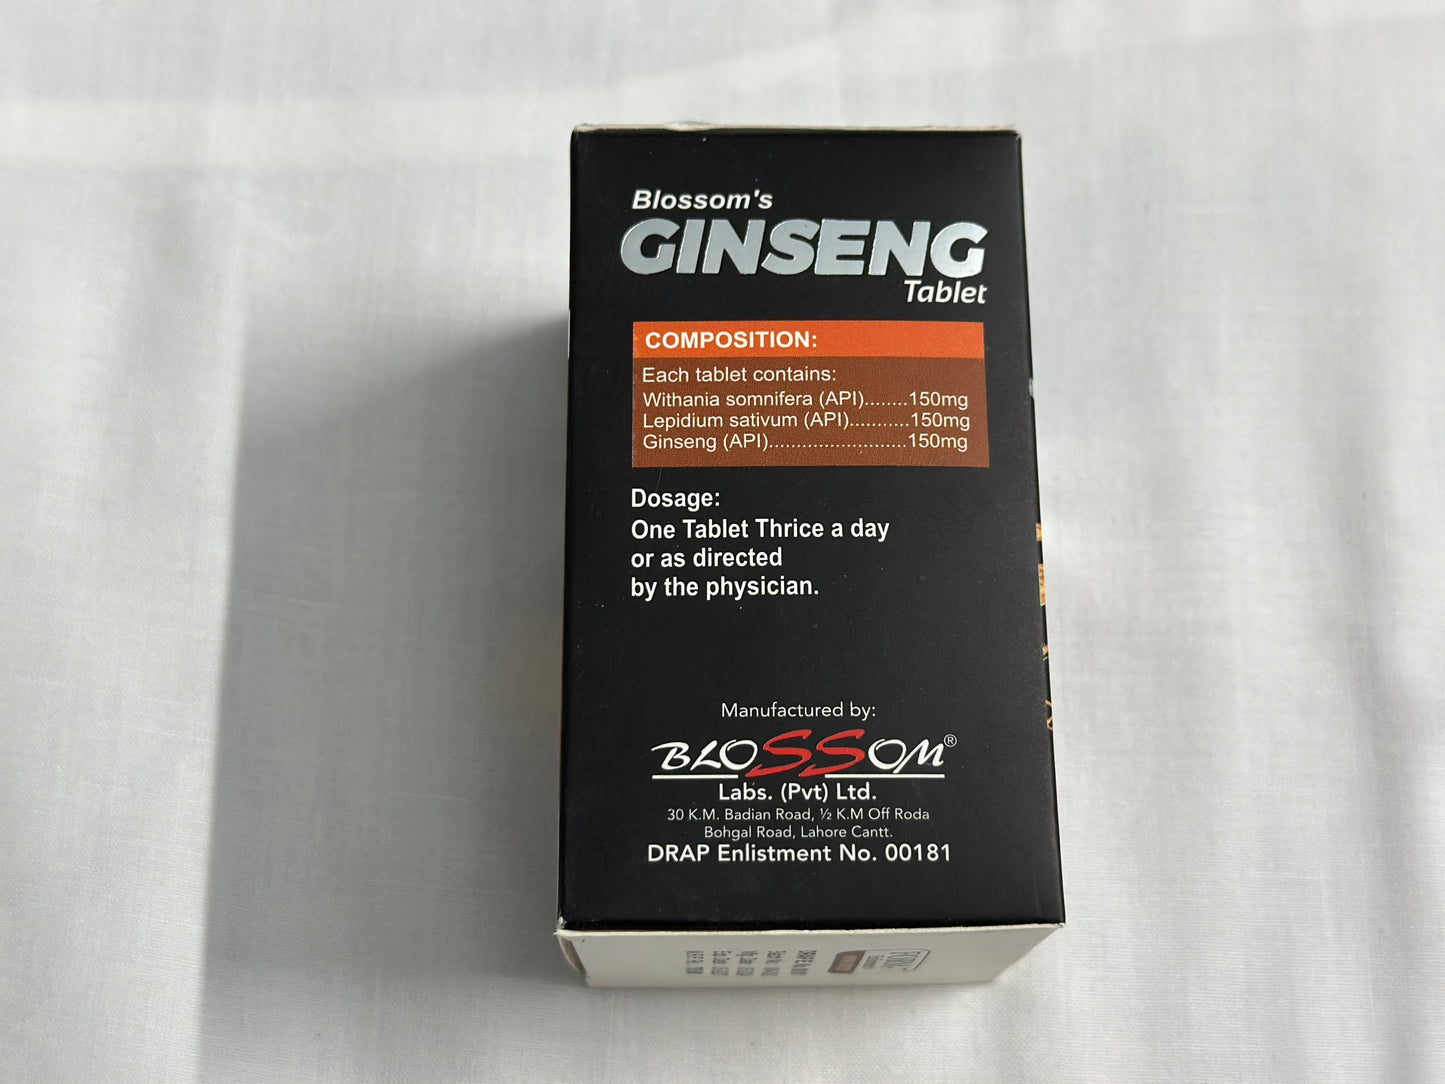 Blossom's
GINSENG
Tablet
COMPOSITION:
Each tablet contains:
Withania somnifera (API)........150mg
Lepidium sativum (API)...........150mg
Ginseng (API).........................150mg
Dosage:
One Tablet Thrice a day
or as directed
by the physician.
Manufactured by:
BLOSSOM®
Labs. (Pvt) Ltd.
30 K.M. Badian Road, ½ K.M Off Roda
Bohgal Road, Lahore Cantt.
DRAP Enlistment No. 00181